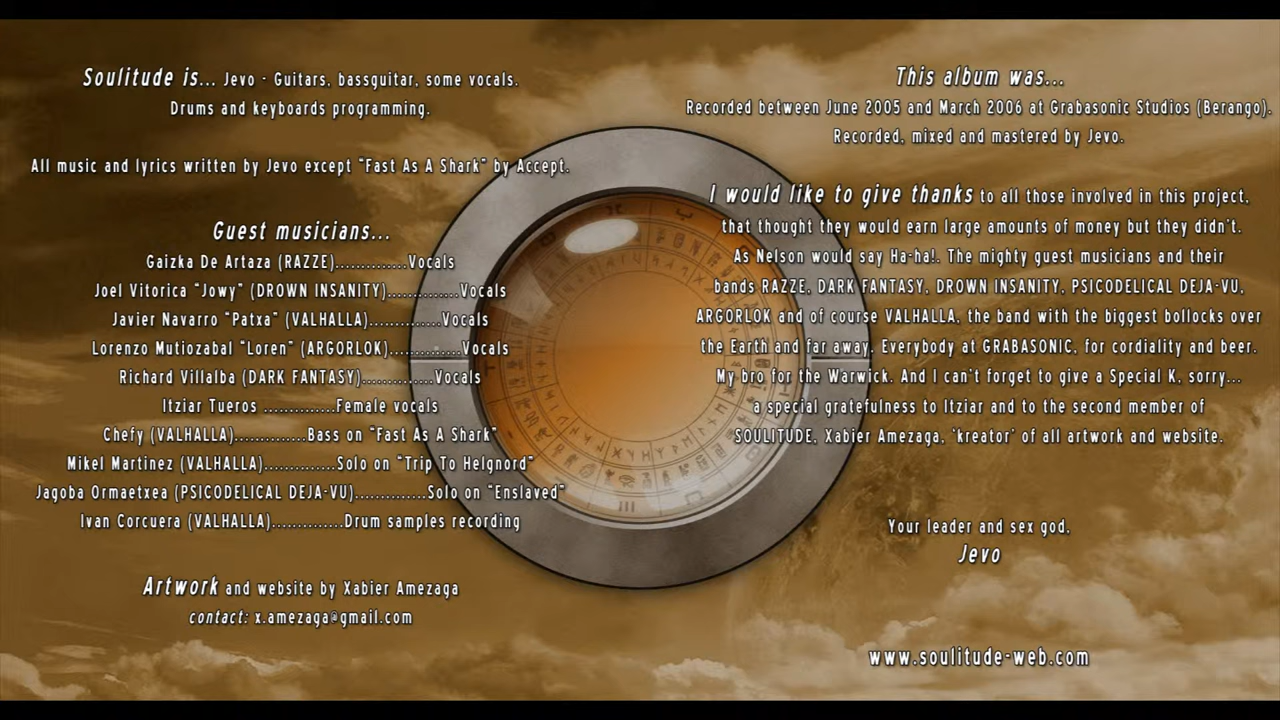 Soulitude is... Jevo - Guitars, bassguitar, some vocals.
Drums and keyboards programming.
All music and lyrics written by Jevo except "Fast As A Shark" by Accept.
Guest musicians...
Gaizka De Artaza (RAZZE).............Vocals
Joel Vitorica "Jowy" (DROWN INSANITY).............Vocals
Javier Navarro "Patxa" (VALHALLA).............Vocals
Lorenzo Mutiozabal "Loren" (ARGORLOK).............Vocals
Richard Villalba (DARK FANTASY).............Vocals
Itziar Tueros .............Female vocals
Chefy (VALHALLA).............Bass on "Fast As A Shark"
Mikel Martinez (VALHALLA).............Solo on "Trip To Helgnord"
Jagoba Ormaetxea (PSICODELICAL DEJA-VU).............Solo on "Enslaved"
Ivan Corcuera (VALHALLA).............Drum samples recording
Artwork and website by Xabier Amezaga
contact: x.amezaga@gmail.com
This album was...
Recorded between June 2005 and March 2006 at Grabasonic Studios (Berango).
Recorded, mixed and mastered by Jevo.
I would like to give thanks to all those involved in this project,
that thought they would earn large amounts of money but they didn't.
As Nelson would say Ha-ha!. The mighty guest musicians and their
bands RAZZE, DARK FANTASY, DROWN INSANITY, PSICODELICAL DEJA-VU,
ARGORLOK and of course VALHALLA, the band with the biggest bollocks over
the Earth and far away. Everybody at GRABASONIC, for cordiality and beer.
My bro for the Warwick. And I can't forget to give a Special K, sorry...
a special gratefulness to Itziar and to the second member of
SOULITUDE, Xabier Amezaga, 'kreator' of all artwork and website.
Your leader and sex god,
Jevo
www.soulitude-web.com